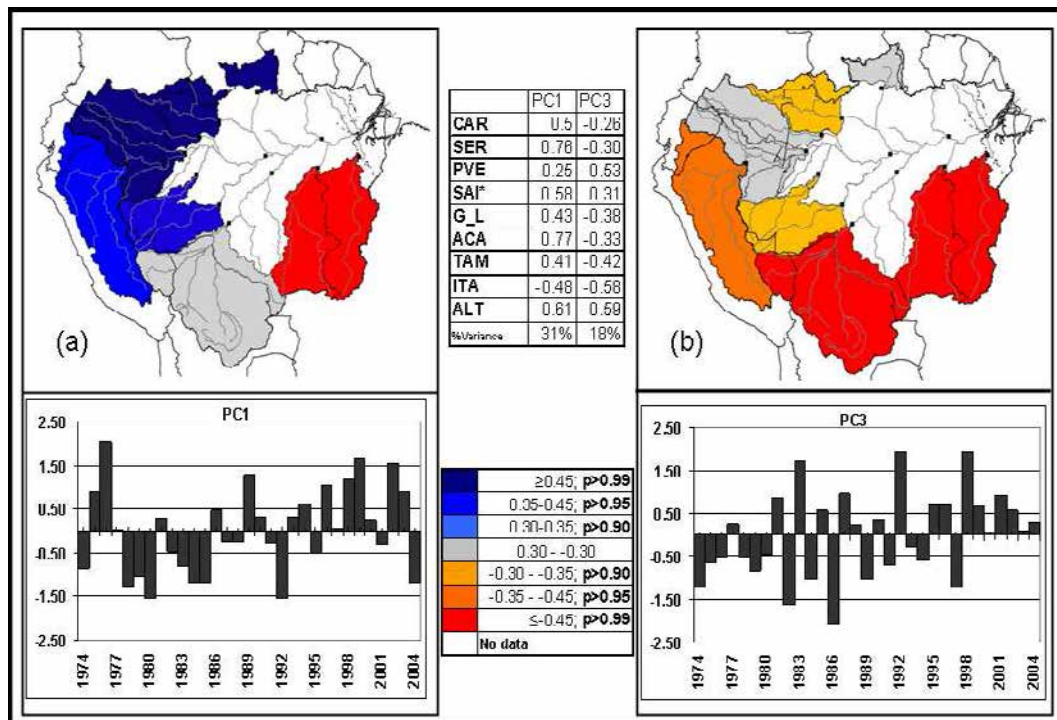 (a)
PC1 PC3
CAR 0.5 -0.26
SER 0.76 -0.30
PVE 0.25 0.53
SAI* 0.58 0.31
G_L 0.43 -0.38
ACA 0.77 -0.33
TAM 0.41 -0.42
ITA -0.48 -0.58
ALT 0.61 0.59
%Variance 31% 18%
(b)
PC1
2.50
1.50
0.50
-0.50
-1.50
-2.50
1974 1977 1980 1983 1986 1989 1992 1995 1998 2001 2004
≥0.45; p>0.99
0.35-0.45; p>0.95
0.30-0.35; p>0.90
0.30 - -0.30
-0.30 - -0.35; p>0.90
-0.35 - -0.45; p>0.95
≤-0.45; p>0.99
No data
PC3
2.50
1.50
0.50
-0.50
-1.50
-2.50
1974 1977 1980 1983 1986 1989 1992 1995 1998 2001 2004